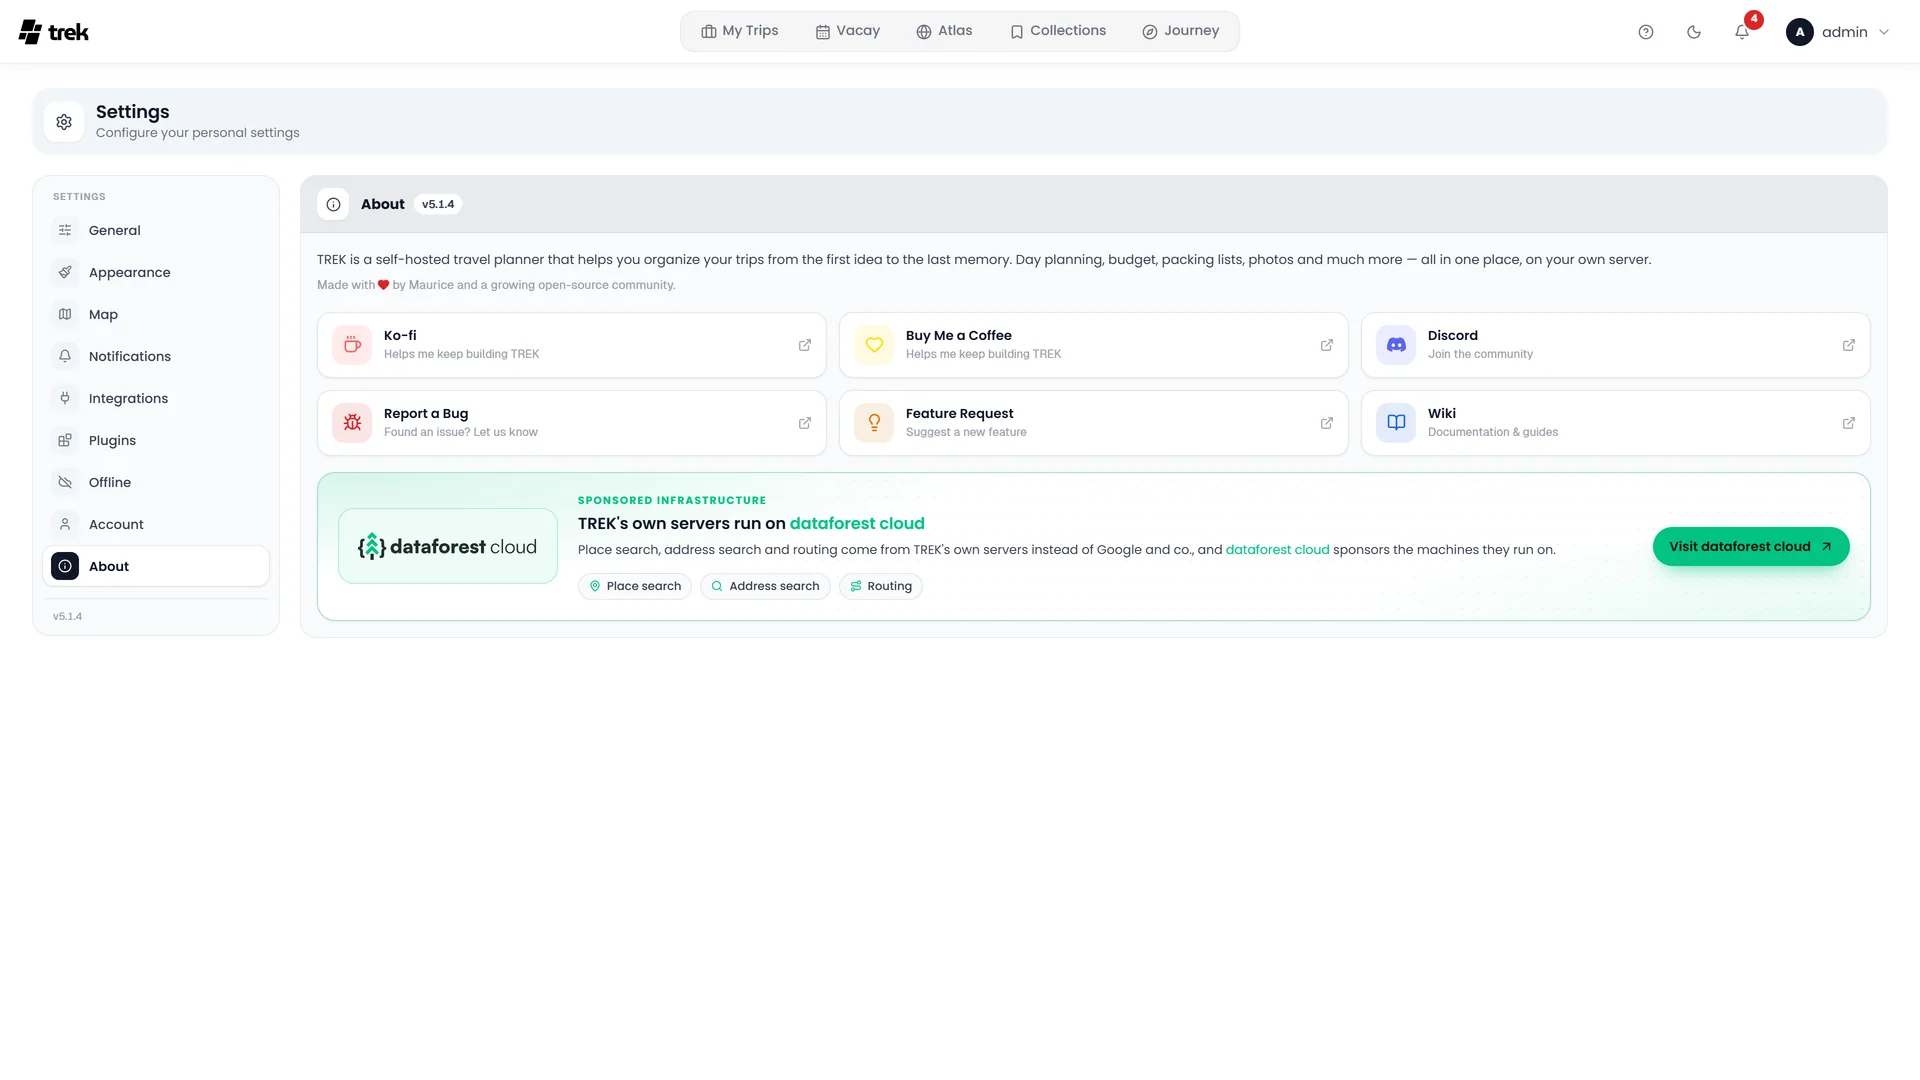 trek
My Trips
Vacay
Atlas
Collections
Journey
4
A
admin
Settings
Configure your personal settings
SETTINGS
General
Appearance
Map
Notifications
Integrations
Plugins
Offline
Account
About
v5.1.4
About
v5.1.4
TREK is a self-hosted travel planner that helps you organize your trips from the first idea to the last memory. Day planning, budget, packing lists, photos and much more — all in one place, on your own server.
Made with ❤ by Maurice and a growing open-source community.
Ko-fi
Helps me keep building TREK
Buy Me a Coffee
Helps me keep building TREK
Discord
Join the community
Report a Bug
Found an issue? Let us know
Feature Request
Suggest a new feature
Wiki
Documentation & guides
{dataforest cloud
SPONSORED INFRASTRUCTURE
TREK's own servers run on dataforest cloud
Place search, address search and routing come from TREK's own servers instead of Google and co., and dataforest cloud sponsors the machines they run on.
Place search
Address search
Routing
Visit dataforest cloud